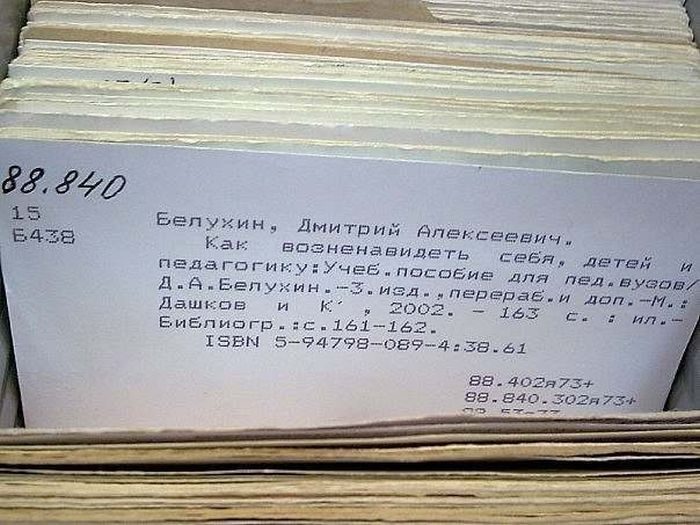 88.840
15
Б438
Белухин, Дмитрий Алексеевич.
Как возненавидеть себя, детей и
педагогику:Учеб.пособие для пед.вузов/
Д.А.Белухин.-3.изд.,перераб.и доп.-М.:
Дашков и К´ , 2002. - 163 с. : ил.-
Библиогр.:с.161-162.
ISBN 5-94798-089-4:38.61
88.402я73+
88.840.302я73+